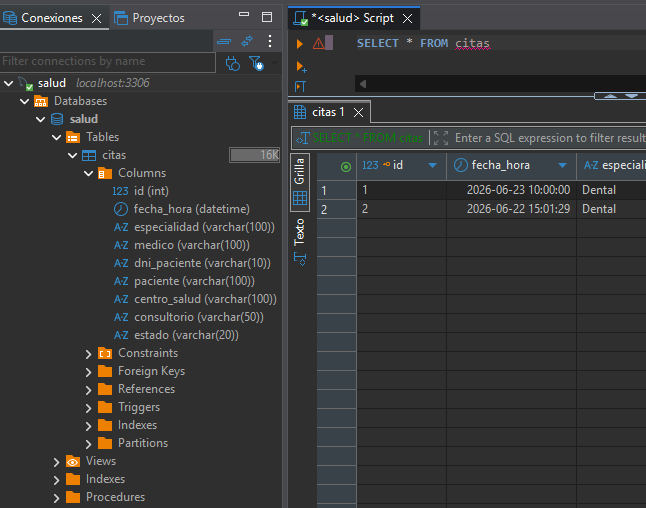 Conexiones
Proyectos
Filter connections by name
salud localhost:3306
Databases
salud
Tables
citas
16K
Columns
123 id (int)
fecha_hora (datetime)
A-Z especialidad (varchar(100))
A-Z medico (varchar(100))
A-Z dni_paciente (varchar(10))
A-Z paciente (varchar(100))
A-Z centro_salud (varchar(100))
A-Z consultorio (varchar(50))
A-Z estado (varchar(20))
Constraints
Foreign Keys
References
Triggers
Indexes
Partitions
Views
Indexes
Procedures
*<salud> Script
SELECT * FROM citas
citas 1
SELECT * FROM citas
Enter a SQL expression to filter result
Grilla
Texto
123 id
fecha_hora
A-Z especiali
1 1 2026-06-23 10:00:00 Dental
2 2 2026-06-22 15:01:29 Dental